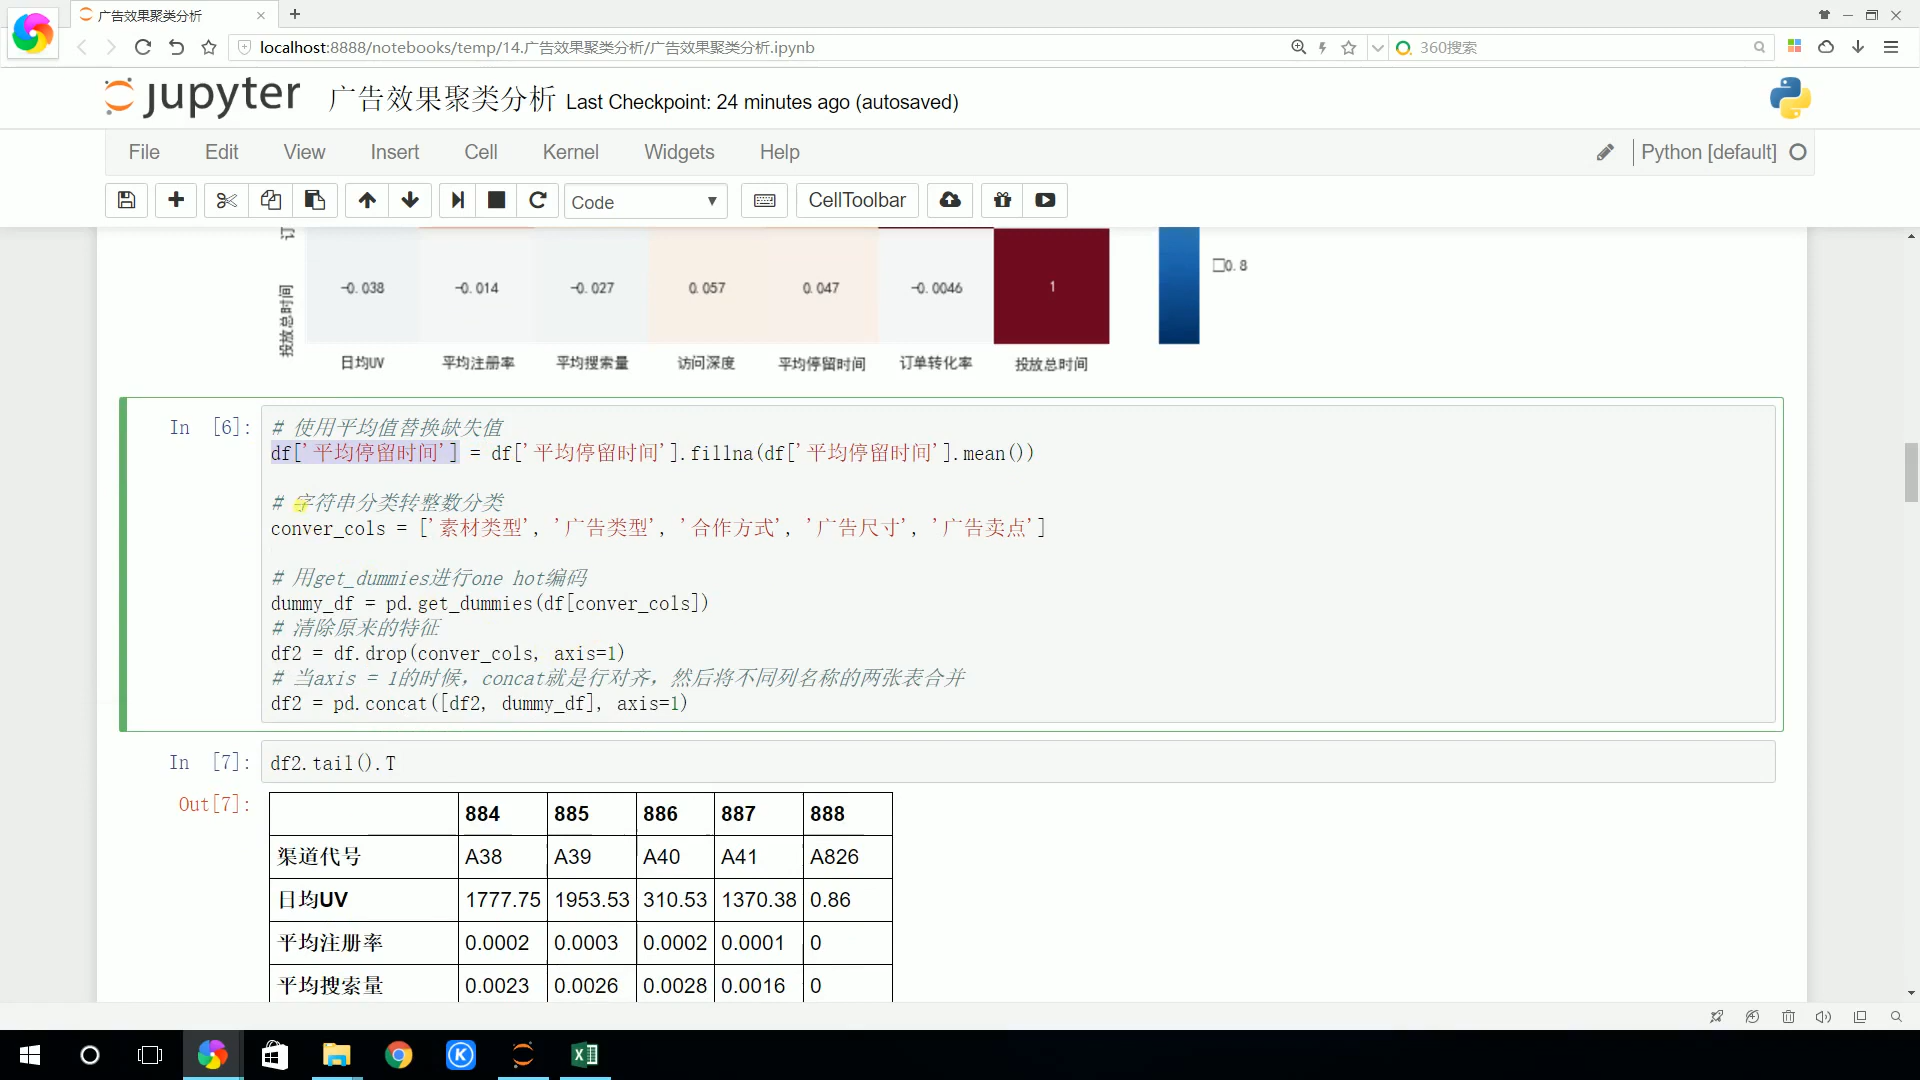 广告效果聚类分析
localhost:8888/notebooks/temp/14.广告效果聚类分析/广告效果聚类分析.ipynb
360搜索
jupyter 广告效果聚类分析 Last Checkpoint: 24 minutes ago (autosaved)
File Edit View Insert Cell Kernel Widgets Help Python [default]
Code CellToolbar
订
投放总时间 -0.038 -0.014 -0.027 0.057 0.047 -0.0046 1 □0.8
日均UV 平均注册率 平均搜索量 访问深度 平均停留时间 订单转化率 投放总时间
In [6]: # 使用平均值替换缺失值
df['平均停留时间'] = df['平均停留时间'].fillna(df['平均停留时间'].mean())
# 字符串分类转整数分类
conver_cols = ['素材类型', '广告类型', '合作方式', '广告尺寸', '广告卖点']
# 用get_dummies进行one hot编码
dummy_df = pd.get_dummies(df[conver_cols])
# 清除原来的特征
df2 = df.drop(conver_cols, axis=1)
# 当axis = 1的时候，concat就是行对齐，然后将不同列名称的两张表合并
df2 = pd.concat([df2, dummy_df], axis=1)
In [7]: df2.tail().T
Out[7]: 884 885 886 887 888
渠道代号 A38 A39 A40 A41 A826
日均UV 1777.75 1953.53 310.53 1370.38 0.86
平均注册率 0.0002 0.0003 0.0002 0.0001 0
平均搜索量 0.0023 0.0026 0.0028 0.0016 0